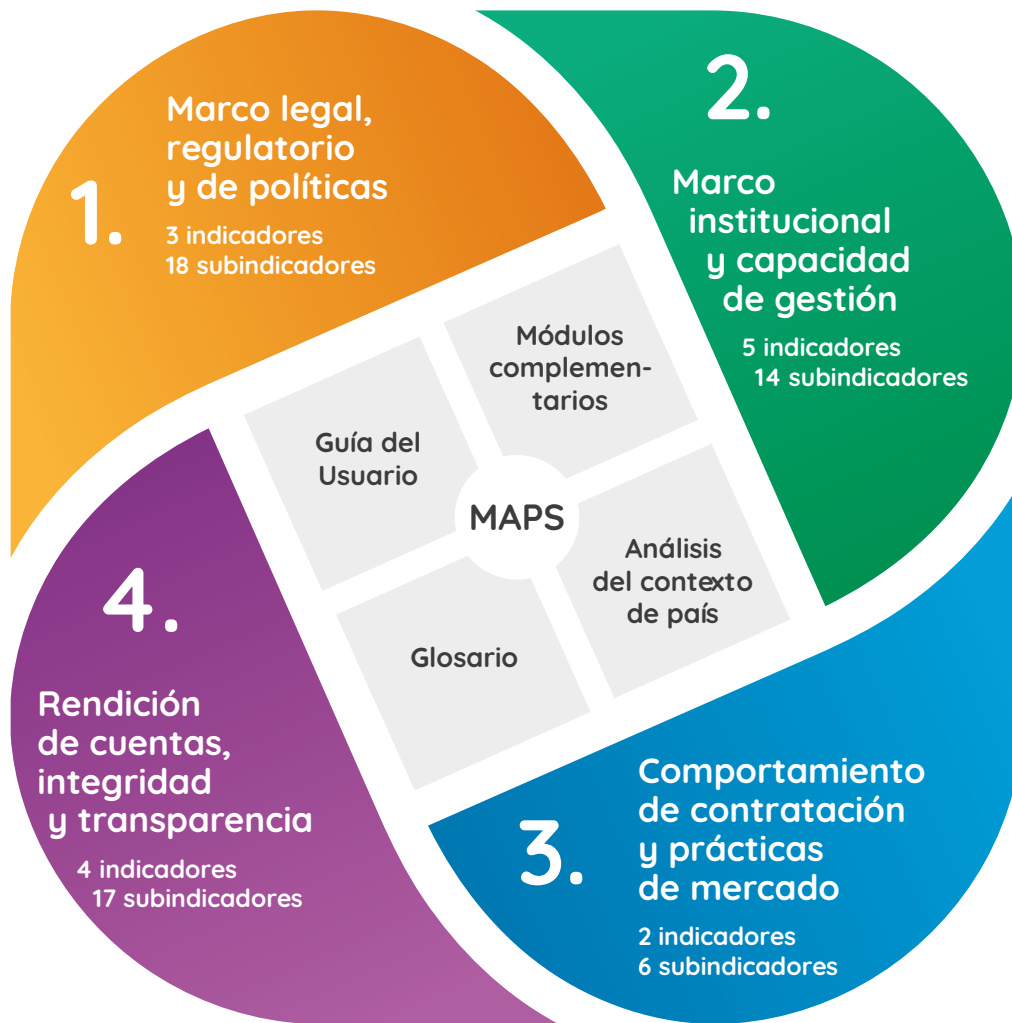 1.
Marco legal,
regulatorio
y de políticas
3 indicadores
18 subindicadores
2.
Marco
institucional
y capacidad
de gestión
5 indicadores
14 subindicadores
Módulos
complemen-
tarios
Guía del
Usuario
MAPS
Análisis
del contexto
de país
Glosario
4.
Rendición
de cuentas,
integridad
y transparencia
4 indicadores
17 subindicadores
3.
Comportamiento
de contratación
y prácticas
de mercado
2 indicadores
6 subindicadores